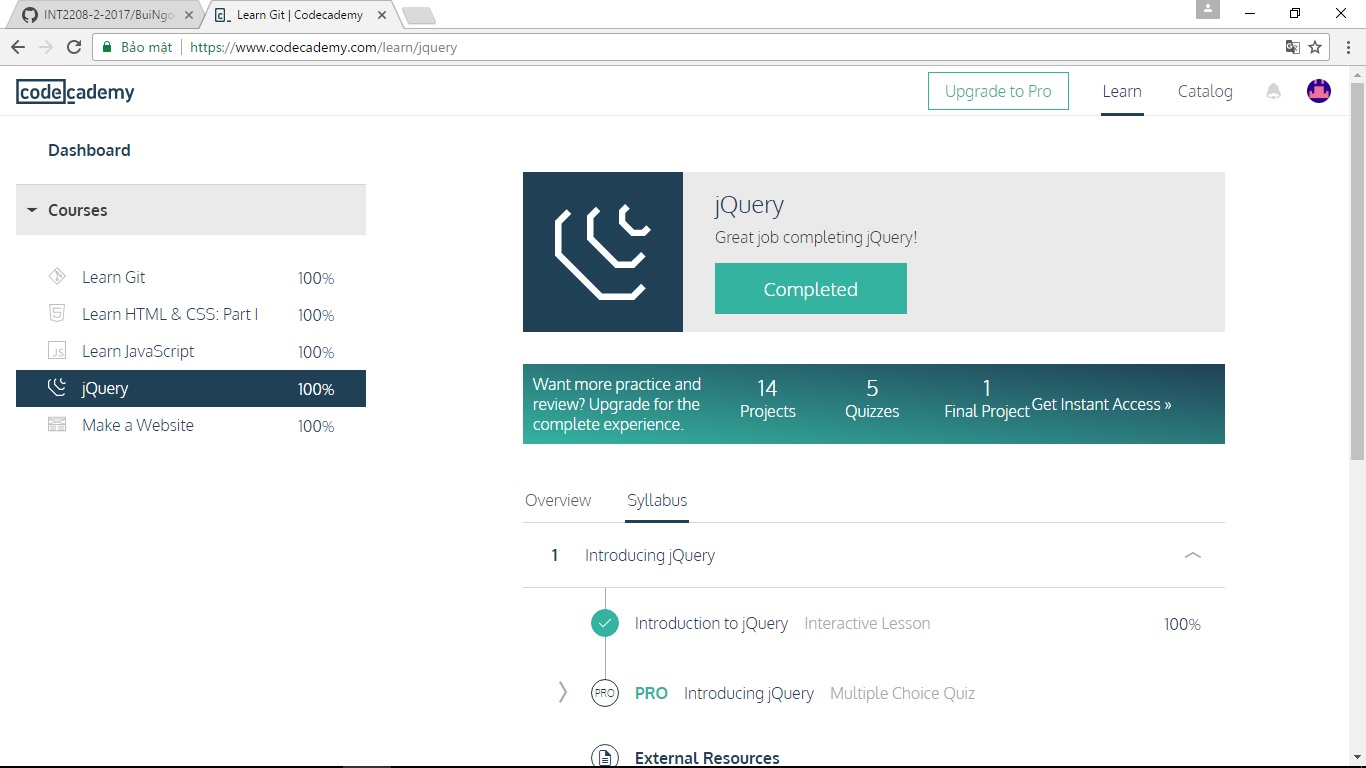 INT2208-2-2017/BuiNgo
Learn Git | Codecademy
Bảo mật
https://www.codecademy.com/learn/jquery
codecademy
Upgrade to Pro
Learn
Catalog
Dashboard
Courses
Learn Git 100%
Learn HTML & CSS: Part I 100%
JS Learn JavaScript 100%
jQuery 100%
Make a Website 100%
jQuery
Great job completing jQuery!
Completed
Want more practice and
review? Upgrade for the
complete experience.
14
Projects
5
Quizzes
1
Final Project
Get Instant Access »
Overview
Syllabus
1 Introducing jQuery
Introduction to jQuery Interactive Lesson 100%
PRO PRO Introducing jQuery Multiple Choice Quiz
External Resources